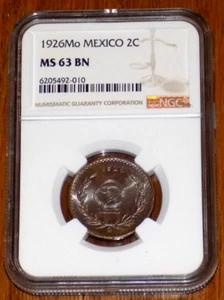 1926Mo MEXICO 2C
MS 63 BN
6205492-010
NUMISMATIC GUARANTY CORPORATION
NGC